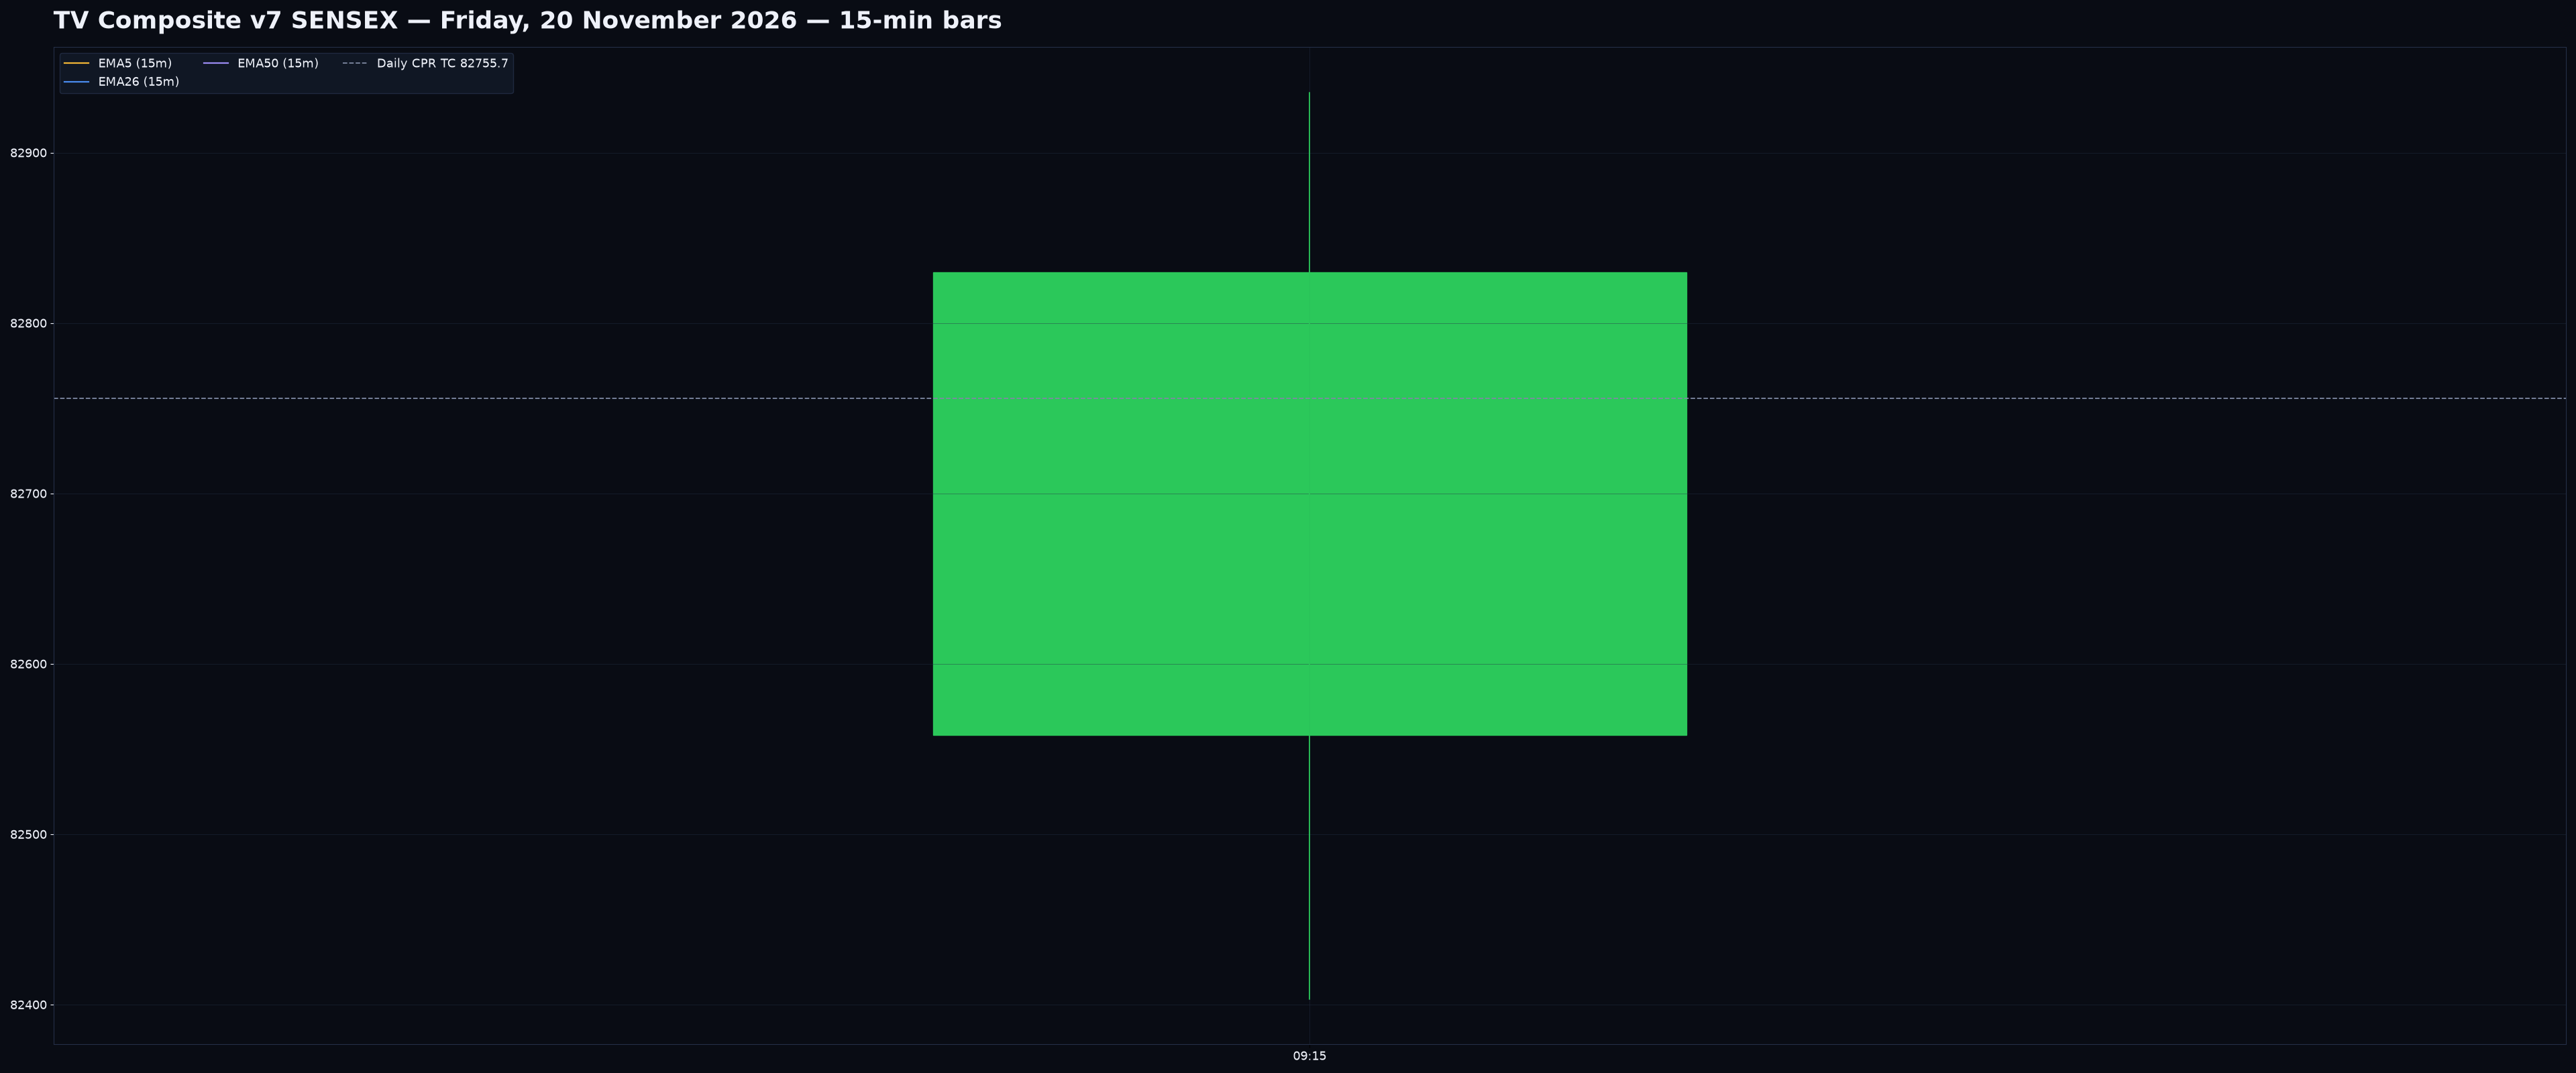 TV Composite v7 SENSEX — Friday, 20 November 2026 — 15-min bars
EMA5 (15m) EMA50 (15m) Daily CPR TC 82755.7
EMA26 (15m)
82900
82800
82700
82600
82500
82400
09:15